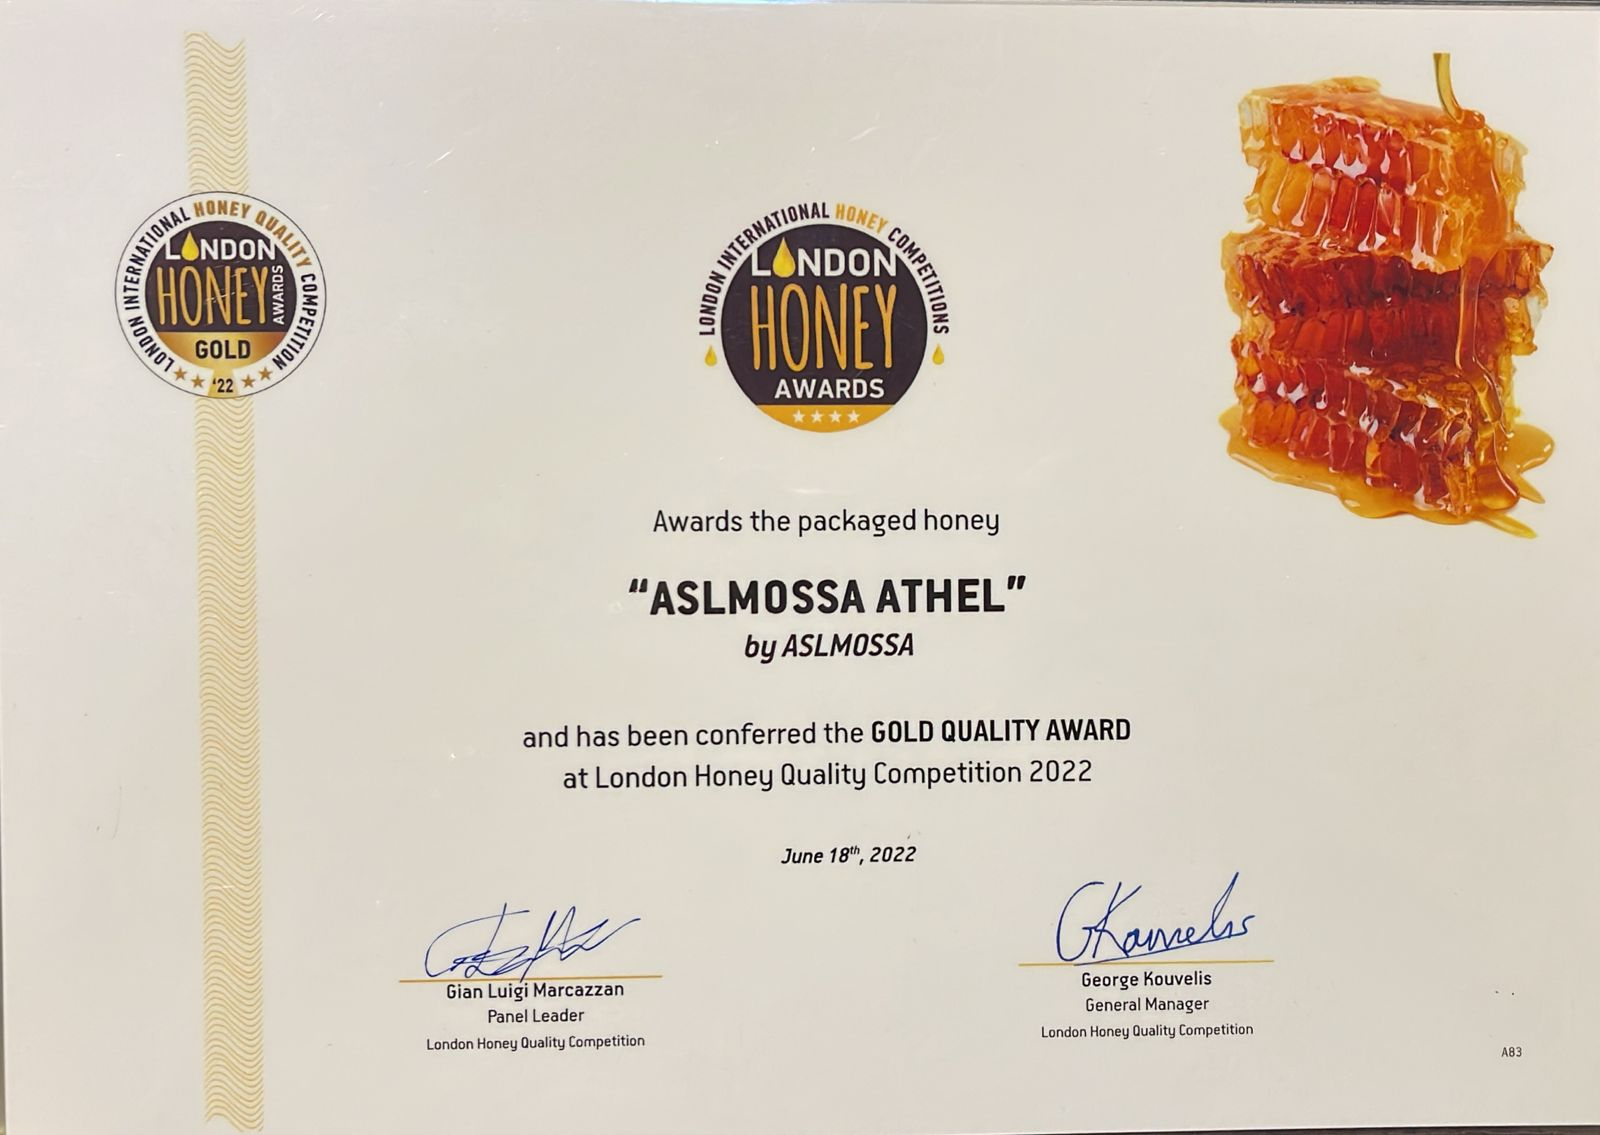 LONDON INTERNATIONAL HONEY QUALITY COMPETITION
LONDON
HONEY
AWARDS
GOLD
'22
LONDON INTERNATIONAL HONEY COMPETITIONS
LONDON
HONEY
AWARDS
Awards the packaged honey
“ASLMOSSA ATHEL”
by ASLMOSSA
and has been conferred the GOLD QUALITY AWARD
at London Honey Quality Competition 2022
June 18th, 2022
GKouvelis
Gian Luigi Marcazzan
Panel Leader
London Honey Quality Competition
George Kouvelis
General Manager
London Honey Quality Competition
A83